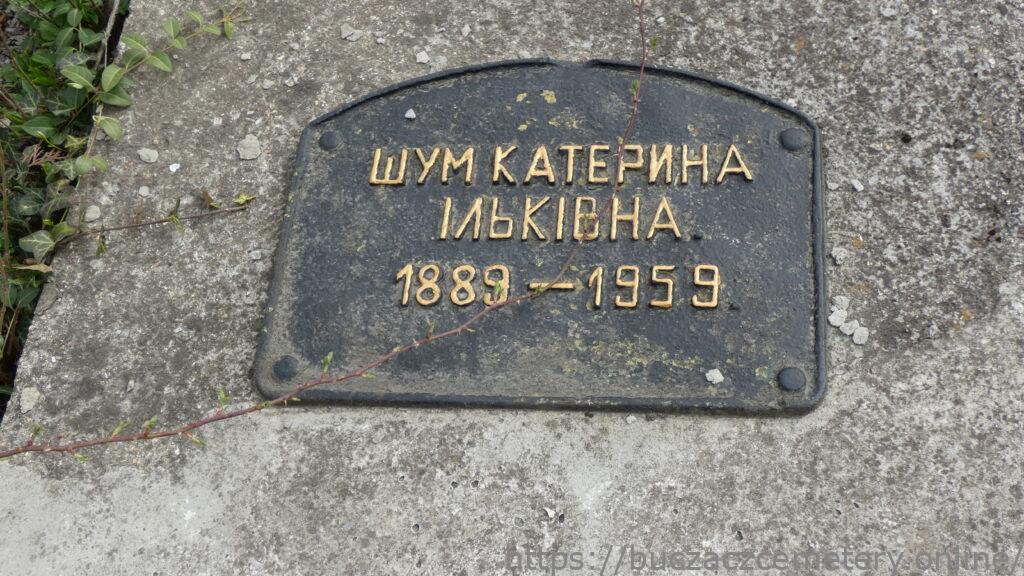 ШУМ КАТЕРИНА
ІЛЬКІВНА
1889 – 1959
https://buczaczcemetery.online/